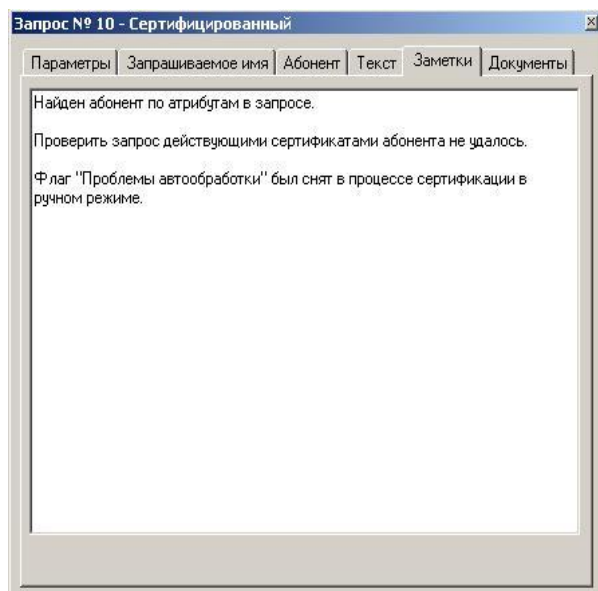 Запрос № 10 - Сертифицированный
Параметры Запрашиваемое имя Абонент Текст Заметки Документы
Найден абонент по атрибутам в запросе.
Проверить запрос действующими сертификатами абонента не удалось.
Флаг "Проблемы автообработки" был снят в процессе сертификации в
ручном режиме.